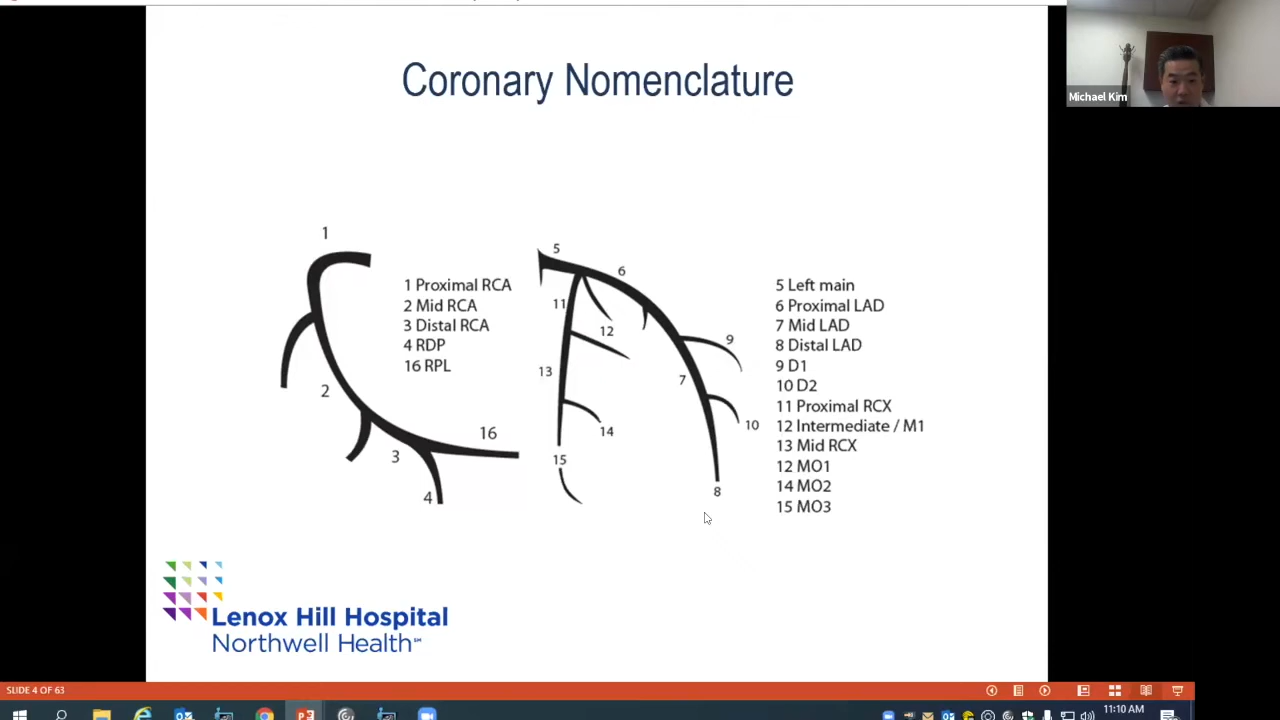 Coronary Nomenclature
Michael Kim
1
1 Proximal RCA
2 Mid RCA
3 Distal RCA
4 RDP
16 RPL
2
16
3
4
5
6
11
12
9
13
7
14
10
15
8
5 Left main
6 Proximal LAD
7 Mid LAD
8 Distal LAD
9 D1
10 D2
11 Proximal RCX
12 Intermediate / M1
13 Mid RCX
12 MO1
14 MO2
15 MO3
Lenox Hill Hospital
Northwell Health℠
SLIDE 4 OF 63
11:10 AM